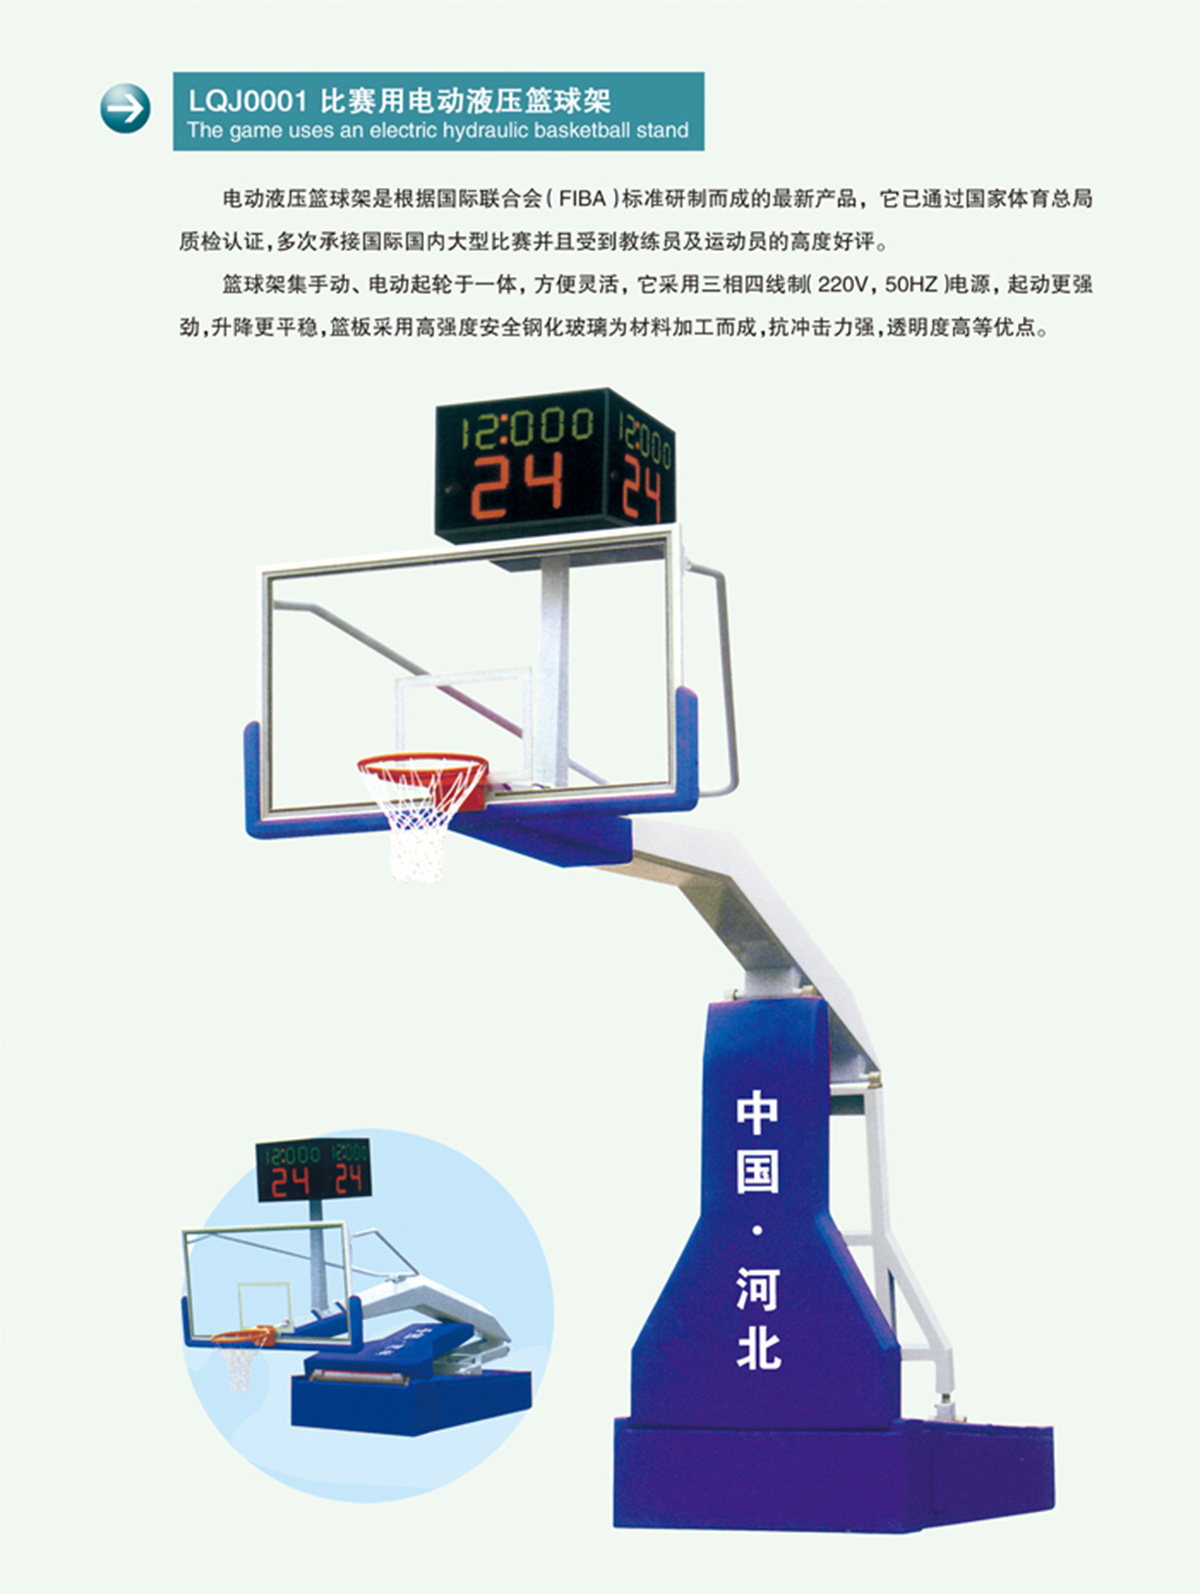 LQJ0001 比赛用电动液压篮球架
The game uses an electric hydraulic basketball stand
电动液压篮球架是根据国际联合会(FIBA)标准研制而成的最新产品，它已通过国家体育总局
质检认证,多次承接国际国内大型比赛并且受到教练员及运动员的高度好评。
篮球架集手动、电动起轮于一体，方便灵活，它采用三相四线制(220V，50HZ)电源，起动更强
劲,升降更平稳,篮板采用高强度安全钢化玻璃为材料加工而成,抗冲击力强,透明度高等优点。
12:000
24
12:000
24
中国·河北
12:000
24
12:000
24